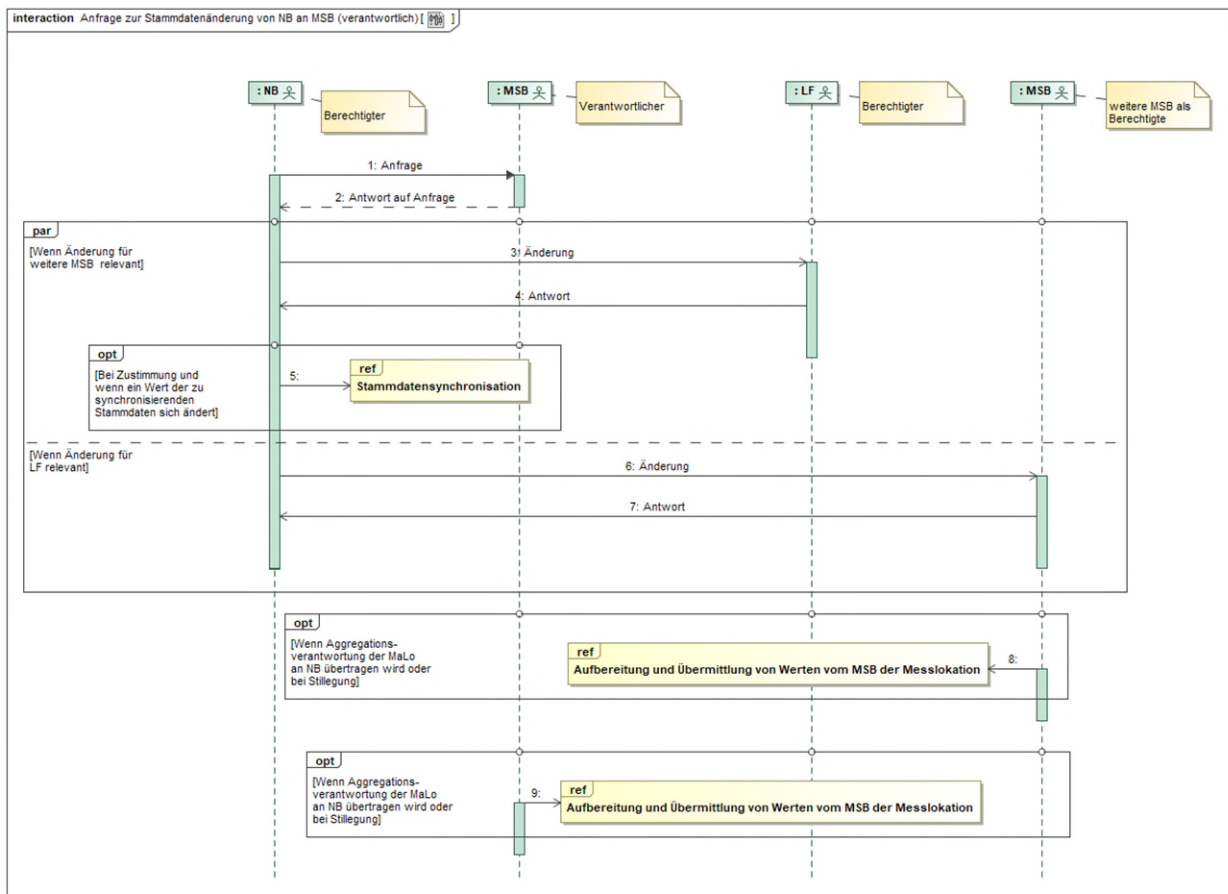 interaction Anfrage zur Stammdatenänderung von NB an MSB (verantwortlich) [ ]
: NB
Berechtigter
: MSB
Verantwortlicher
: LF
Berechtigter
: MSB
weitere MSB als
Berechtigte
1: Anfrage
2: Antwort auf Anfrage
par
[Wenn Änderung für
weitere MSB relevant]
3: Änderung
4: Antwort
opt
[Bei Zustimmung und
wenn ein Wert der zu
synchronisierenden
Stammdaten sich ändert]
5:
ref
Stammdatensynchronisation
[Wenn Änderung für
LF relevant]
6: Änderung
7: Antwort
opt
[Wenn Aggregations-
verantwortung der MaLo
an NB übertragen wird oder
bei Stillegung]
ref
Aufbereitung und Übermittlung von Werten vom MSB der Messlokation
8:
opt
[Wenn Aggregations-
verantwortung der MaLo
an NB übertragen wird oder
bei Stillegung]
9:
ref
Aufbereitung und Übermittlung von Werten vom MSB der Messlokation